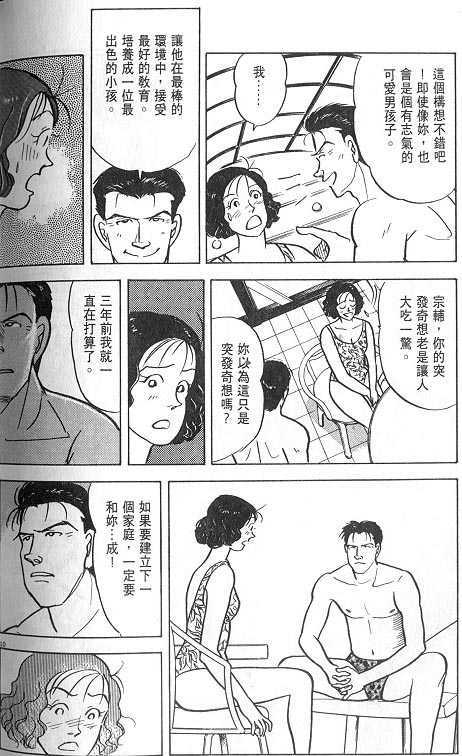 這個構想不錯吧
！即使像妳，也
會是個有志氣的
可愛男孩子。
我…
讓他在最棒的
環境中，接受
最好的教育。
培養成一位最
出色的小孩。
宗輔，你的突
發奇想老是讓人
大吃一驚。
妳以為這只是
突發奇想嗎？
三年前我就一
直在打算了。
如果要建立下一
個家庭，一定要
和妳…成！